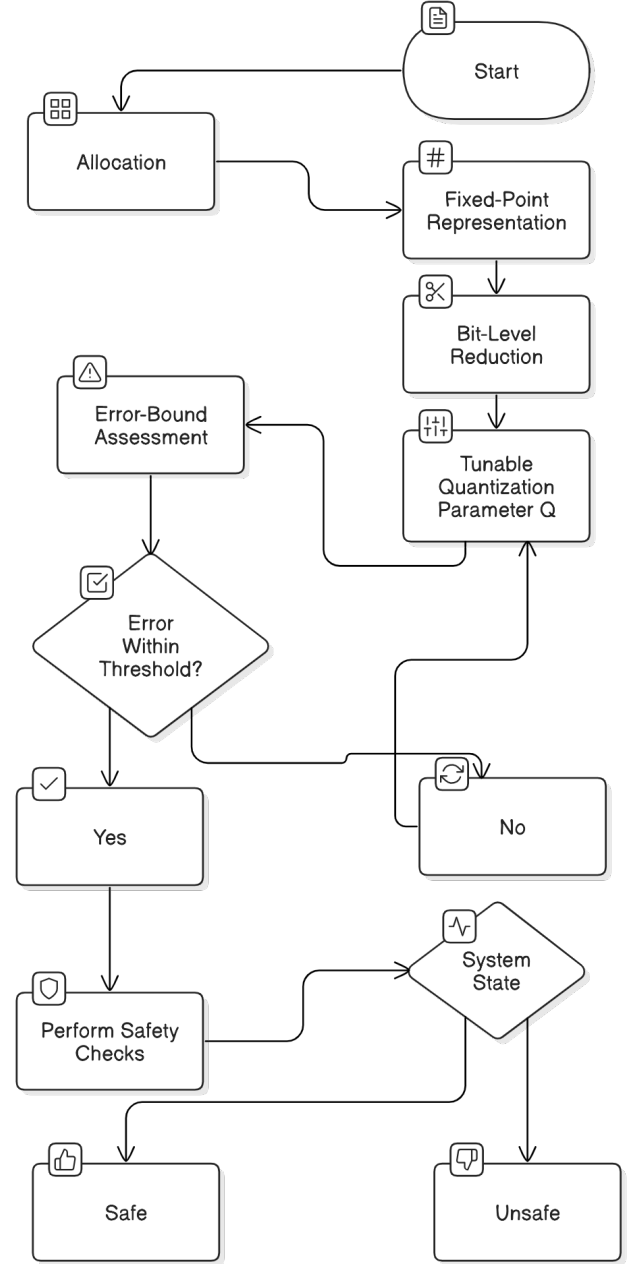 Start
Allocation
Fixed-Point
Representation
Bit-Level
Reduction
Error-Bound
Assessment
Tunable
Quantization
Parameter Q
Error
Within
Threshold?
Yes
No
System
State
Perform Safety
Checks
Safe
Unsafe